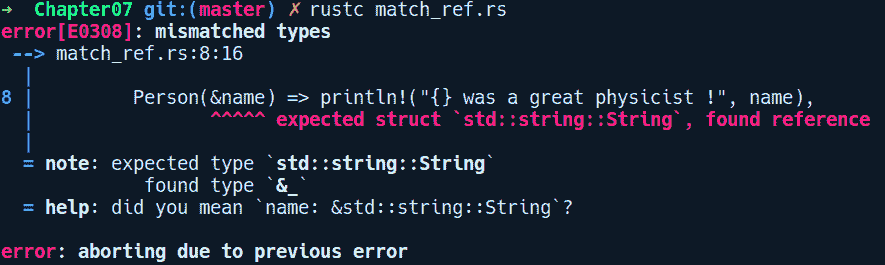 ➜  Chapter07 git:(master) ✗ rustc match_ref.rs
error[E0308]: mismatched types
 --> match_ref.rs:8:16
  |
8 |         Person(&name) => println!("{} was a great physicist !", name),
  |                ^^^^^ expected struct `std::string::String`, found reference
  |
  = note: expected type `std::string::String`
             found type `&_`
  = help: did you mean `name: &std::string::String`?

error: aborting due to previous error